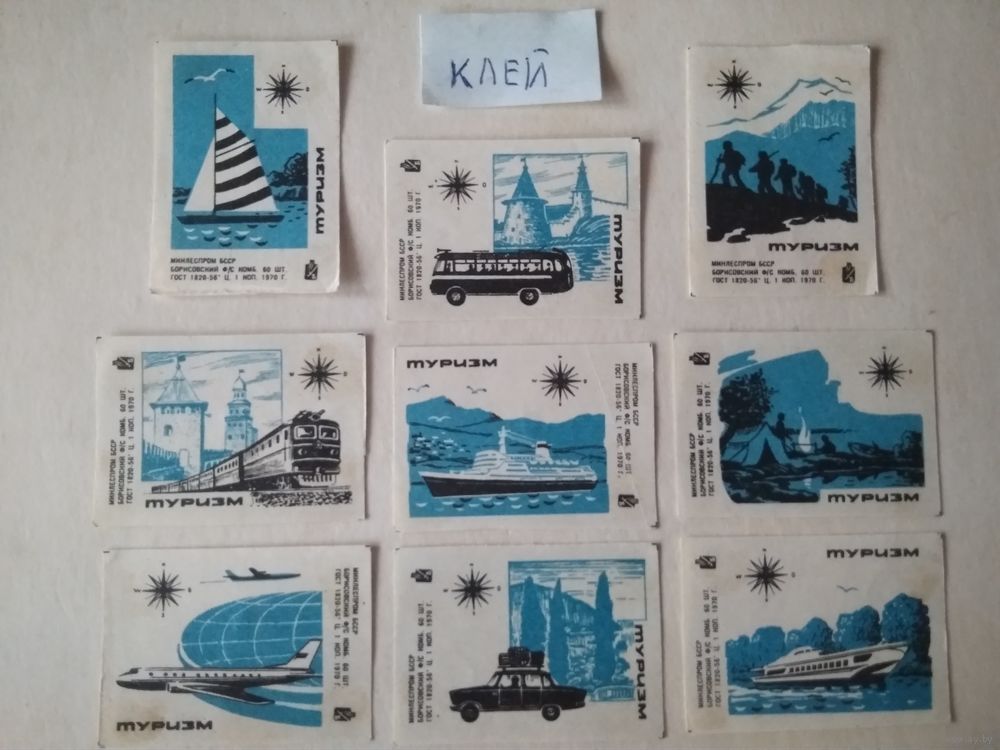 КЛЕЙ
ТУРИЗМ
МИНЛЕСПРОМ БССР
БОРИСОВСКИЙ Ф/С КОМБ. 60 ШТ.
ГОСТ 1820-56* Ц. 1 КОП. 1970 Г.
ТУРИЗМ
МИНЛЕСПРОМ БССР
БОРИСОВСКИЙ Ф/С КОМБ. 60 ШТ.
ГОСТ 1820-56* Ц. 1 КОП. 1970 Г.
ТУРИЗМ
МИНЛЕСПРОМ БССР
БОРИСОВСКИЙ Ф/С КОМБ. 60 ШТ.
ГОСТ 1820-56* Ц. 1 КОП. 1970 Г.
МИНЛЕСПРОМ БССР
БОРИСОВСКИЙ Ф/С КОМБ. 60 ШТ.
ГОСТ 1820-56* Ц. 1 КОП. 1970 Г.
ТУРИЗМ
ТУРИЗМ
МИНЛЕСПРОМ БССР
БОРИСОВСКИЙ Ф/С КОМБ. 60 ШТ.
ГОСТ 1820-56* Ц. 1 КОП. 1970 Г.
МИНЛЕСПРОМ БССР
БОРИСОВСКИЙ Ф/С КОМБ. 60 ШТ.
ГОСТ 1820-56* Ц. 1 КОП. 1970 Г.
ТУРИЗМ
МИНЛЕСПРОМ БССР
БОРИСОВСКИЙ Ф/С КОМБ. 60 ШТ.
ГОСТ 1820-56* Ц. 1 КОП. 1970 Г.
ТУРИЗМ
МИНЛЕСПРОМ БССР
БОРИСОВСКИЙ Ф/С КОМБ. 60 ШТ.
ГОСТ 1820-56* Ц. 1 КОП. 1970 Г.
ТУРИЗМ
ТУРИЗМ
МИНЛЕСПРОМ БССР
БОРИСОВСКИЙ Ф/С КОМБ. 60 ШТ.
ГОСТ 1820-56* Ц. 1 КОП. 1970 Г.